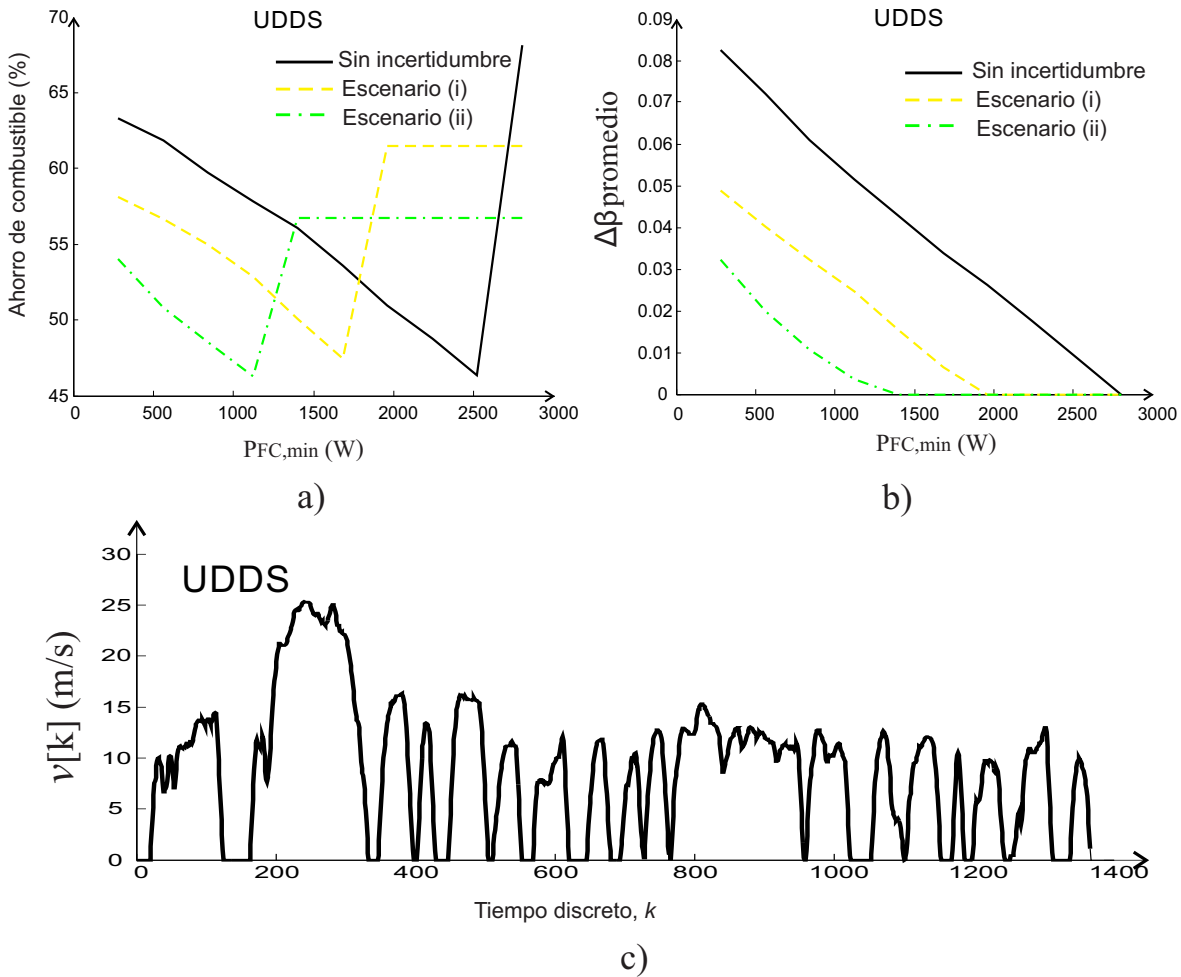 UDDS
Ahorro de combustible (%)
70
65
60
55
50
45
Sin incertidumbre
Escenario (i)
Escenario (ii)
0
500
1000
1500
2000
2500
3000
PFC,min (W)
a)
UDDS
Δβpromedio
0.09
0.08
0.07
0.06
0.05
0.04
0.03
0.02
0.01
0
Sin incertidumbre
Escenario (i)
Escenario (ii)
0
500
1000
1500
2000
2500
3000
PFC,min (W)
b)
UDDS
v[k] (m/s)
30
25
20
15
10
5
0
0
200
400
600
800
1000
1200
1400
Tiempo discreto, k
c)